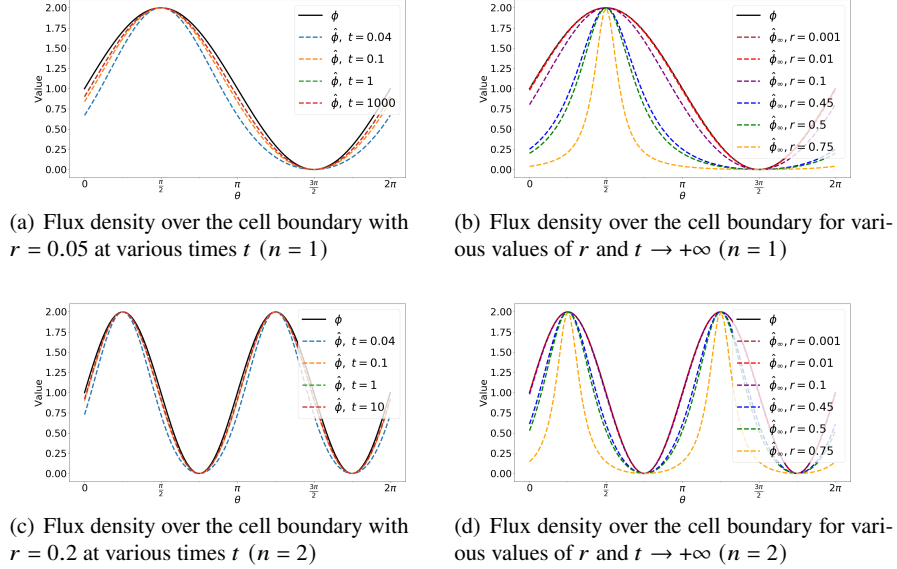 2.00
1.75
1.50
1.25
1.00
0.75
0.50
0.25
0.00
Value
0
π/2
π
3π/2
2π
θ
ϕ
ϕ̂, t = 0.04
ϕ̂, t = 0.1
ϕ̂, t = 1
ϕ̂, t = 1000
2.00
1.75
1.50
1.25
1.00
0.75
0.50
0.25
0.00
Value
0
π/2
π
3π/2
2π
θ
ϕ
ϕ̂∞, r = 0.001
ϕ̂∞, r = 0.01
ϕ̂∞, r = 0.1
ϕ̂∞, r = 0.45
ϕ̂∞, r = 0.5
ϕ̂∞, r = 0.75
(a) Flux density over the cell boundary with
r = 0.05 at various times t (n = 1)
(b) Flux density over the cell boundary for vari-
ous values of r and t → +∞ (n = 1)
2.00
1.75
1.50
1.25
1.00
0.75
0.50
0.25
0.00
Value
0
π/2
π
3π/2
2π
θ
ϕ
ϕ̂, t = 0.04
ϕ̂, t = 0.1
ϕ̂, t = 1
ϕ̂, t = 10
2.00
1.75
1.50
1.25
1.00
0.75
0.50
0.25
0.00
Value
0
π/2
π
3π/2
2π
θ
ϕ
ϕ̂∞, r = 0.001
ϕ̂∞, r = 0.01
ϕ̂∞, r = 0.1
ϕ̂∞, r = 0.45
ϕ̂∞, r = 0.5
ϕ̂∞, r = 0.75
(c) Flux density over the cell boundary with
r = 0.2 at various times t (n = 2)
(d) Flux density over the cell boundary for vari-
ous values of r and t → +∞ (n = 2)